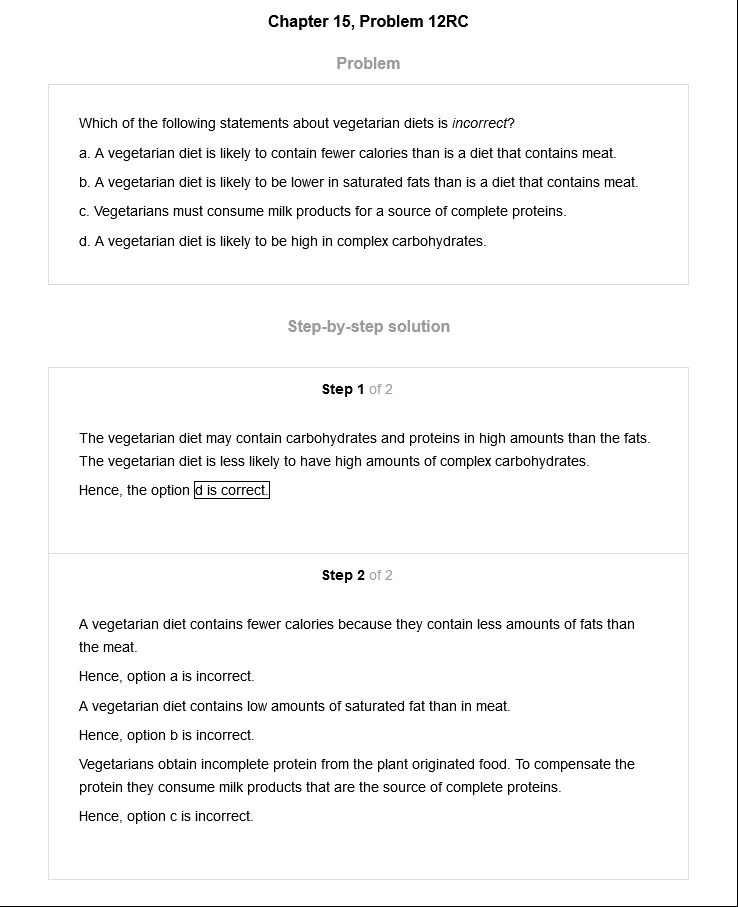 Chapter 15, Problem 12RC
Problem
Which of the following statements about vegetarian diets is incorrect?
a. A vegetarian diet is likely to contain fewer calories than is a diet that contains meat.
b. A vegetarian diet is likely to be lower in saturated fats than is a diet that contains meat.
c. Vegetarians must consume milk products for a source of complete proteins.
d. A vegetarian diet is likely to be high in complex carbohydrates.
Step-by-step solution
Step 1 of 2
The vegetarian diet may contain carbohydrates and proteins in high amounts than the fats.
The vegetarian diet is less likely to have high amounts of complex carbohydrates.
Hence, the option d is correct.
Step 2 of 2
A vegetarian diet contains fewer calories because they contain less amounts of fats than
the meat.
Hence, option a is incorrect.
A vegetarian diet contains low amounts of saturated fat than in meat.
Hence, option b is incorrect.
Vegetarians obtain incomplete protein from the plant originated food. To compensate the
protein they consume milk products that are the source of complete proteins.
Hence, option c is incorrect.